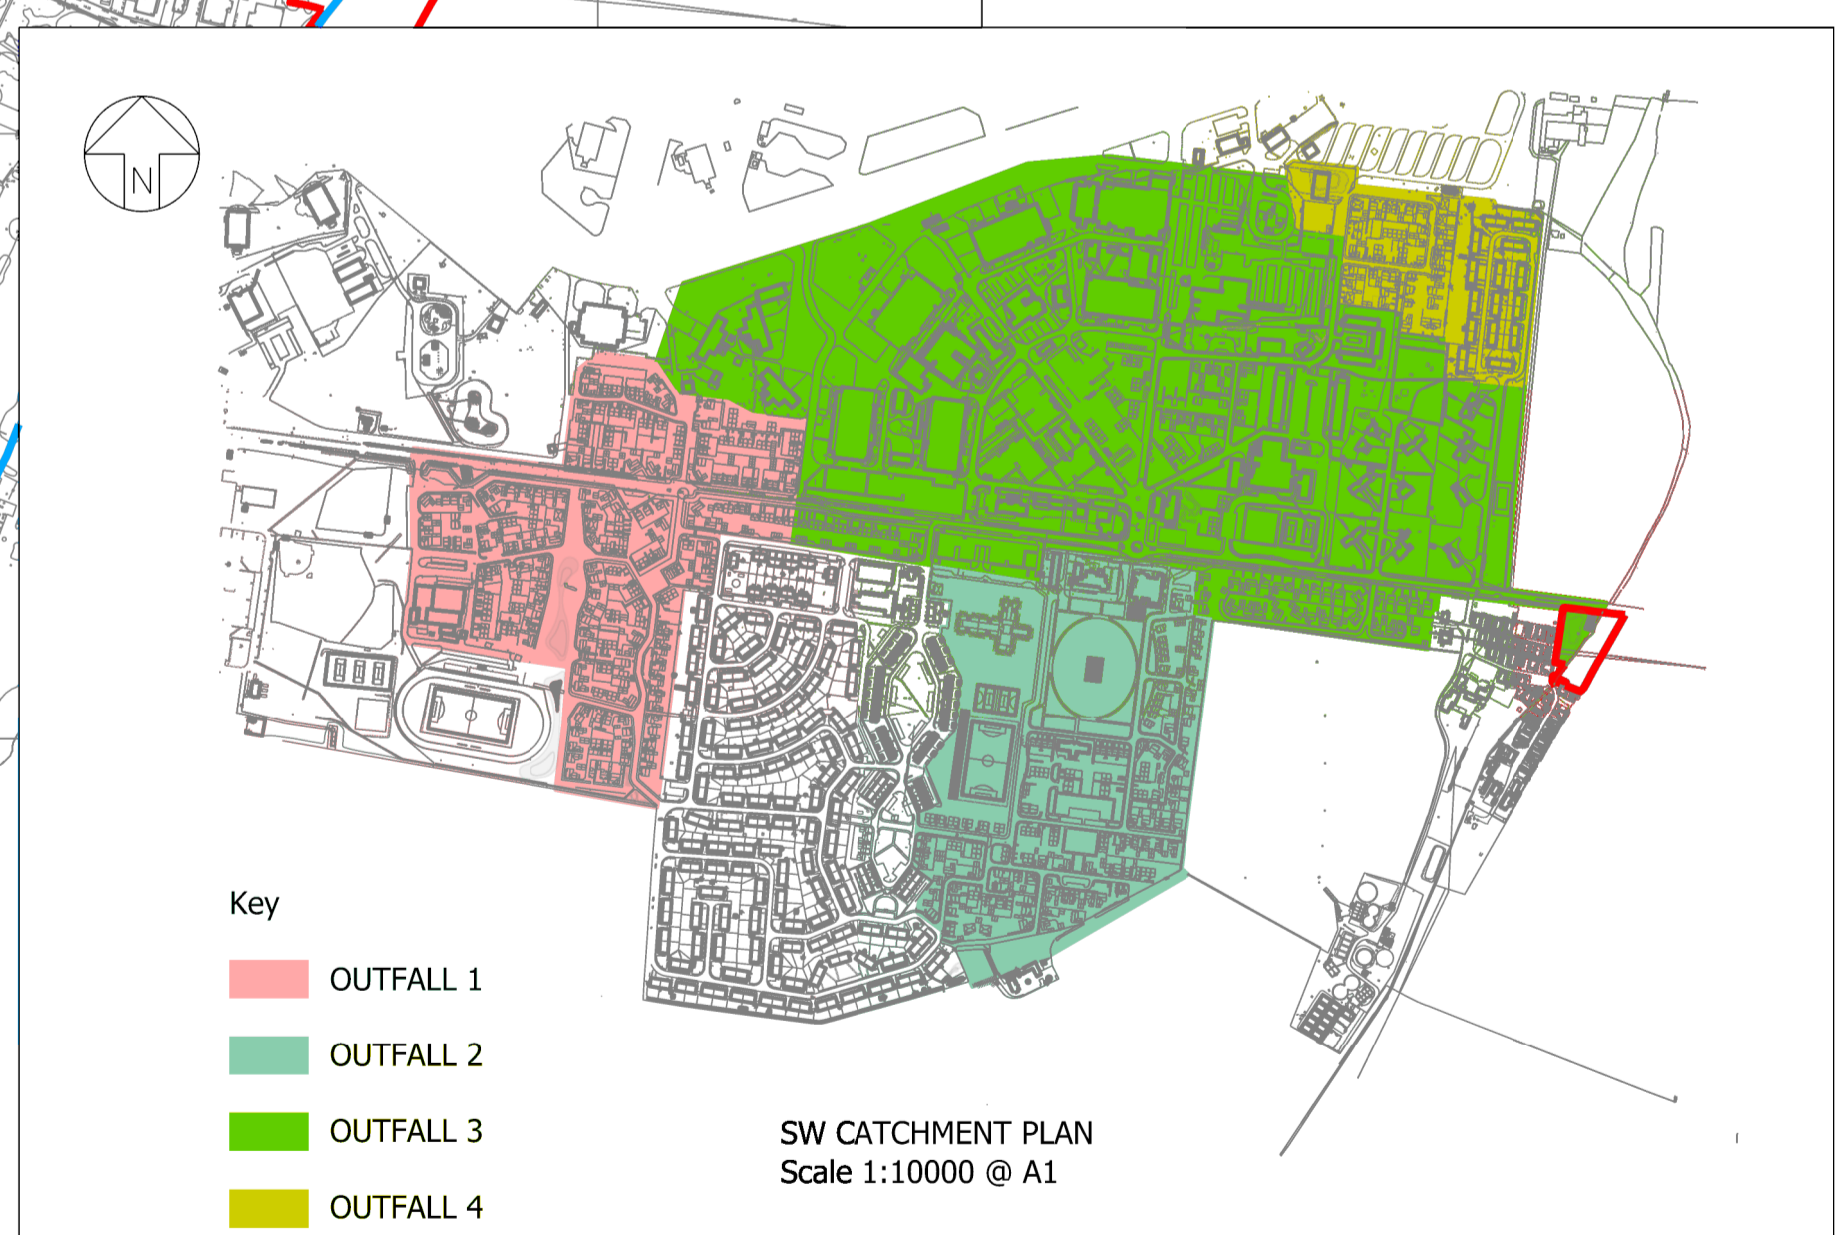 N
Key
OUTFALL 1
OUTFALL 2
OUTFALL 3
OUTFALL 4
SW CATCHMENT PLAN
Scale 1:10000 @ A1